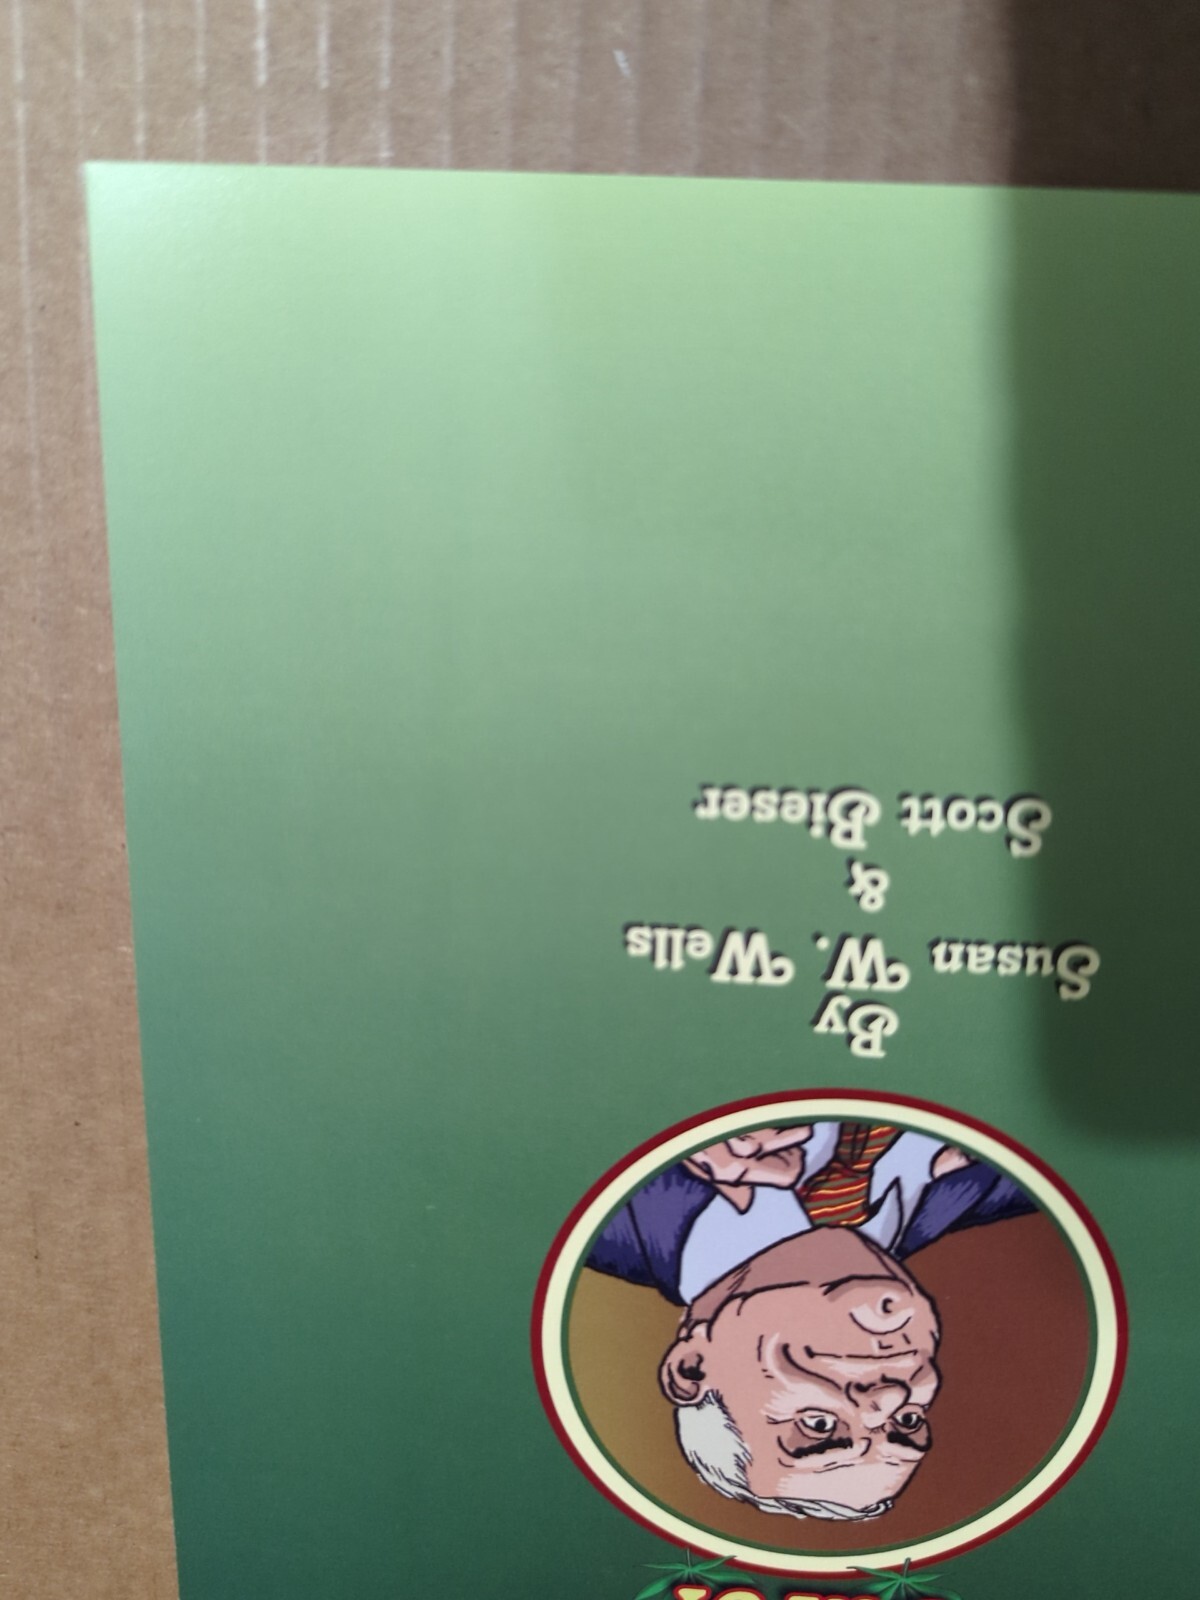 By
Susan W. Wells
&
Scott Bieser